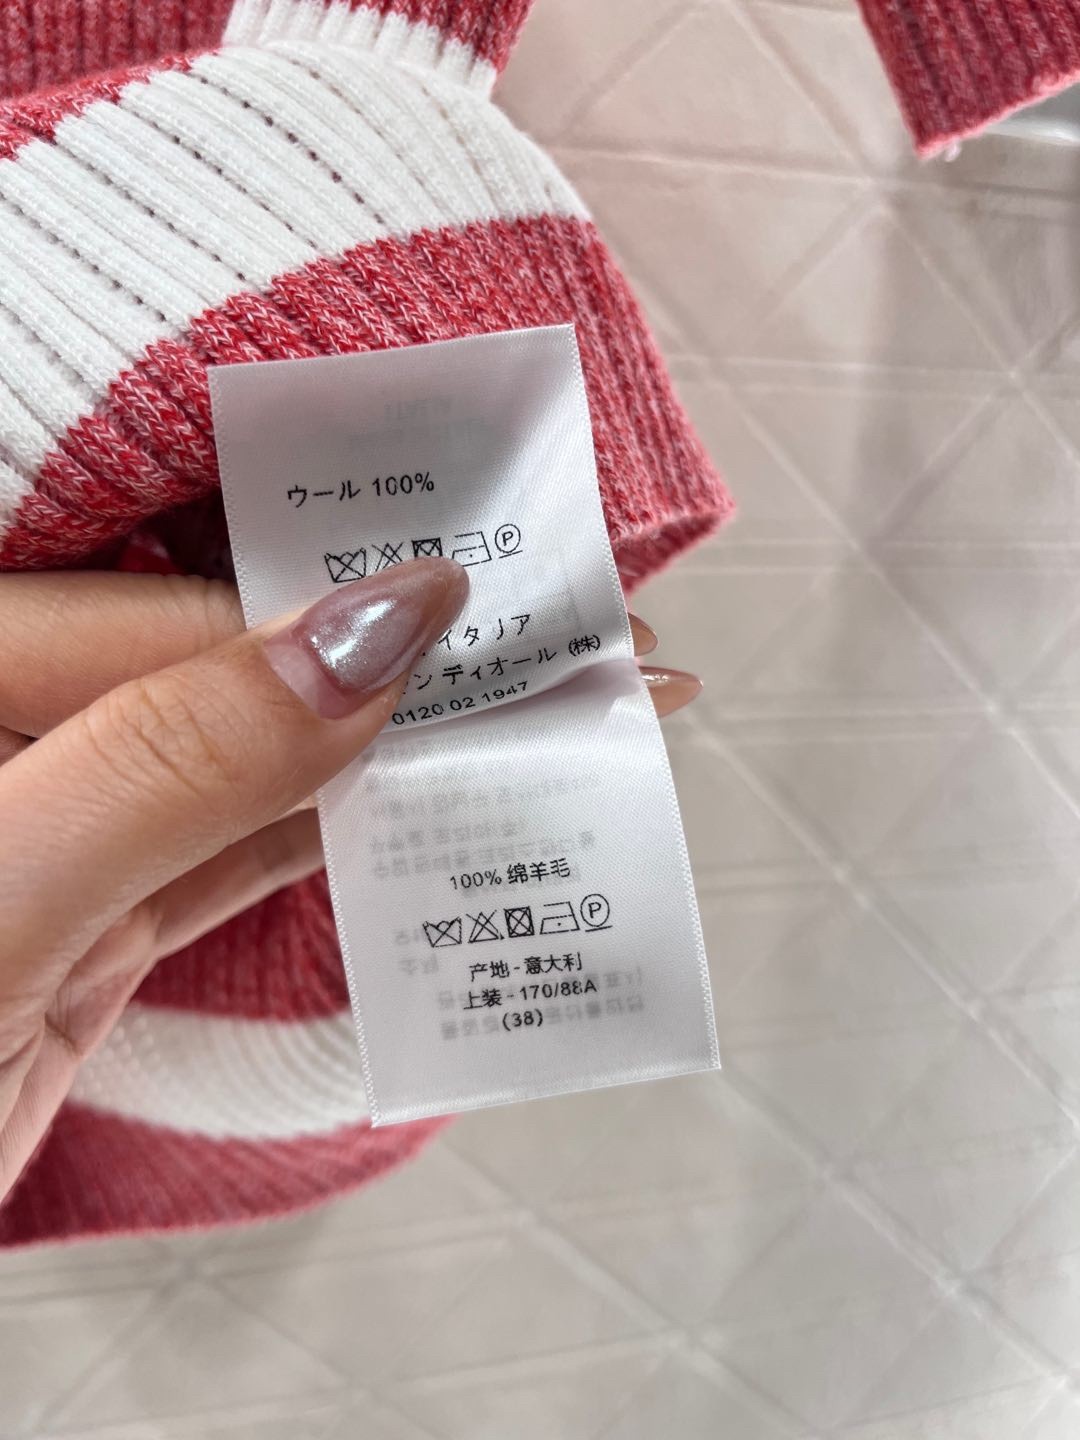 ウール 100%
P
イタリア
ンディオール (株)
0120 02 1947
100% 绵羊毛
P
产地 - 意大利
上装 - 170/88A
(38)